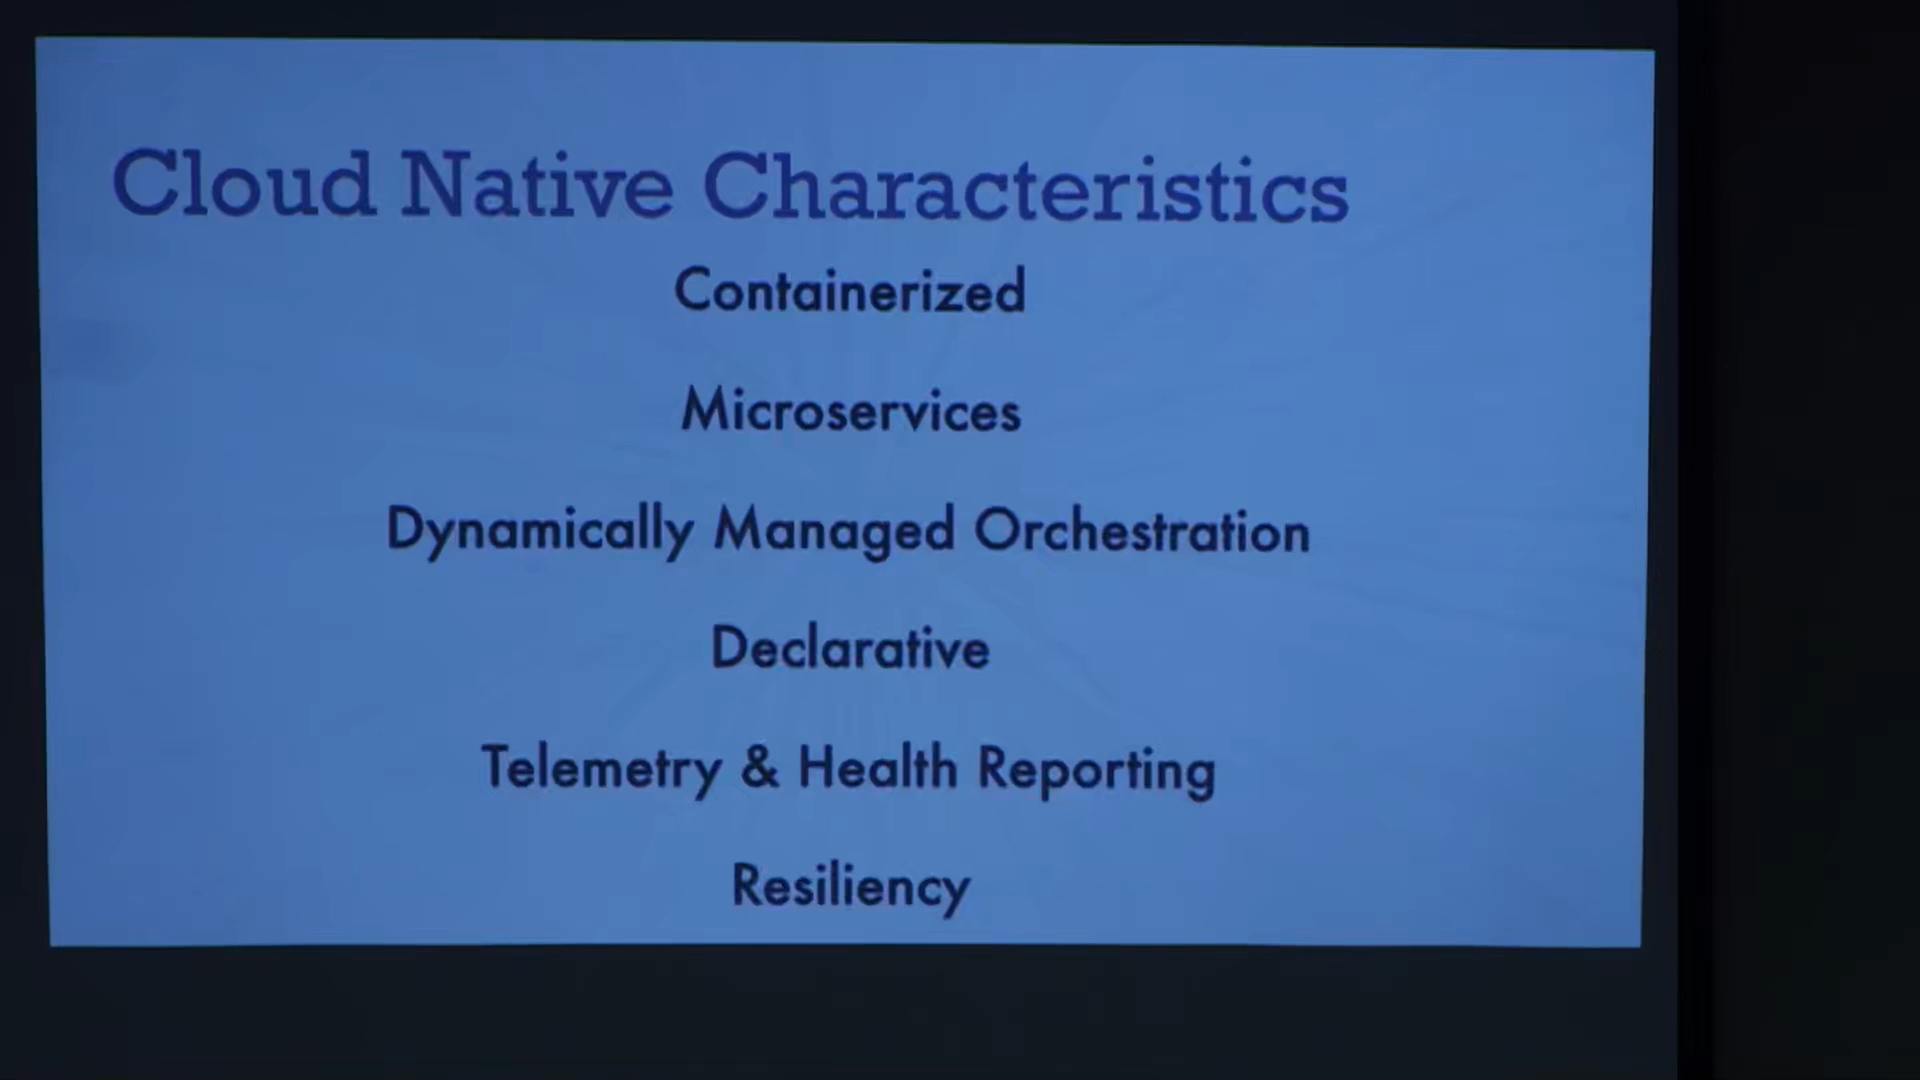 Cloud Native Characteristics
Containerized
Microservices
Dynamically Managed Orchestration
Declarative
Telemetry & Health Reporting
Resiliency